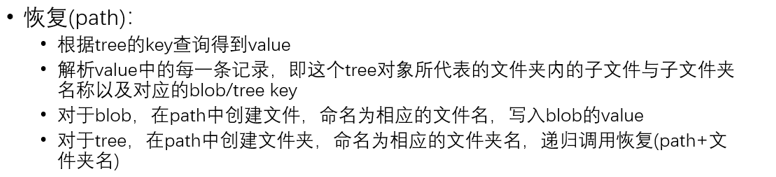 • 恢复(path)：
• 根据tree的key查询得到value
• 解析value中的每一条记录，即这个tree对象所代表的文件夹内的子文件与子文件夹
名称以及对应的blob/tree key
• 对于blob，在path中创建文件，命名为相应的文件名，写入blob的value
• 对于tree，在path中创建文件夹，命名为相应的文件夹名，递归调用恢复(path+文
件夹名)